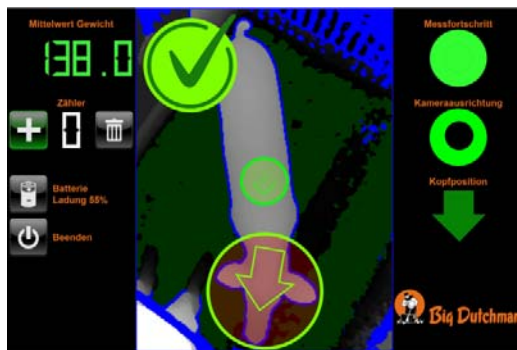 Mittelwert Gewicht
138.0
Zähler
0
Batterie
Ladung 55%
Beenden
Messfortschritt
Kameraausrichtung
Kopfposition
Big Dutchman